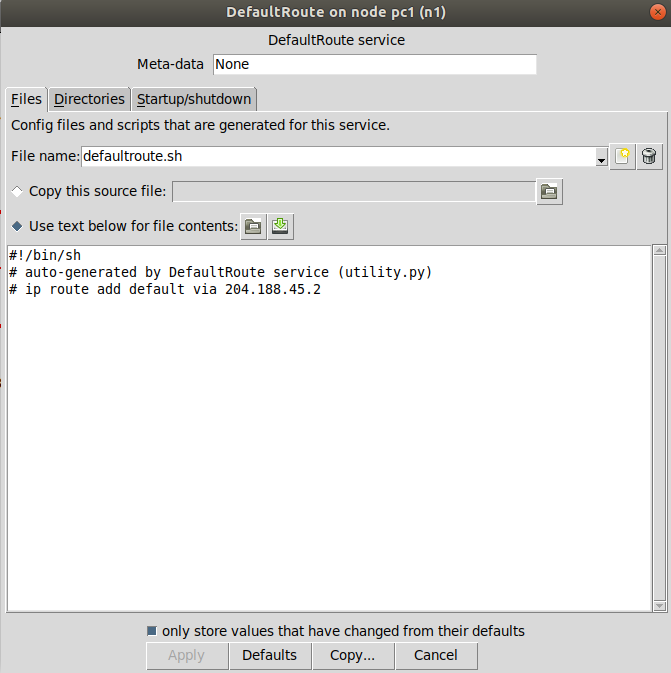 DefaultRoute on node pc1 (n1)
DefaultRoute service
Meta-data None
Files Directories Startup/shutdown
Config files and scripts that are generated for this service.
File name: defaultroute.sh
Copy this source file:
Use text below for file contents:
#!/bin/sh
# auto-generated by DefaultRoute service (utility.py)
# ip route add default via 204.188.45.2
only store values that have changed from their defaults
Apply Defaults Copy... Cancel